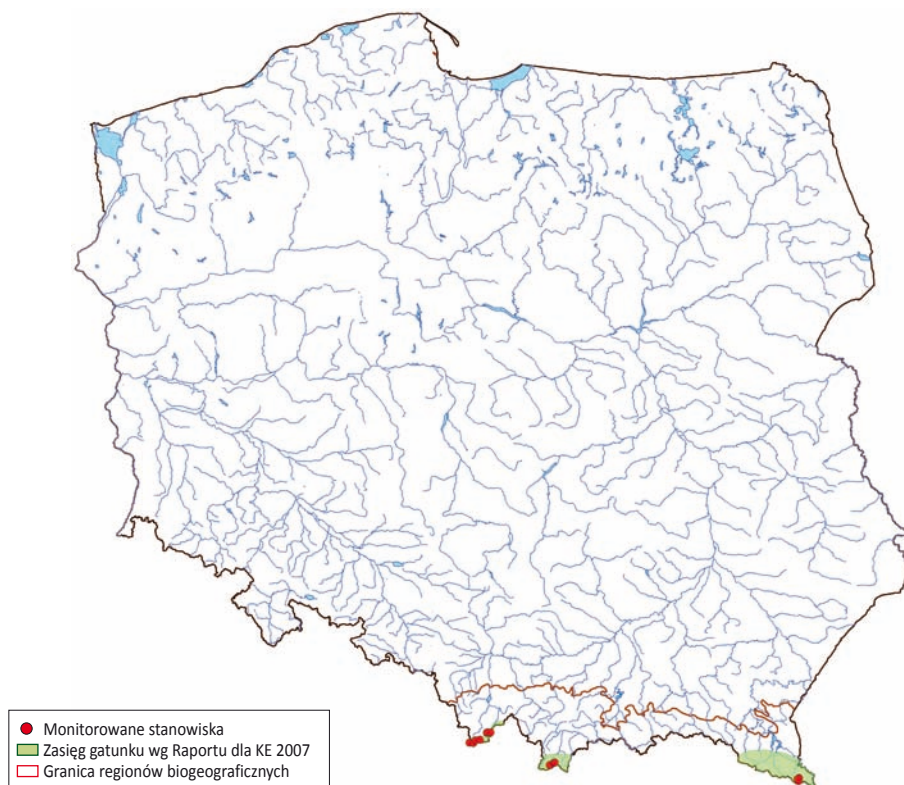 Monitorowane stanowiska
Zasięg gatunku wg Raportu dla KE 2007
Granica regionów biogeograficznych